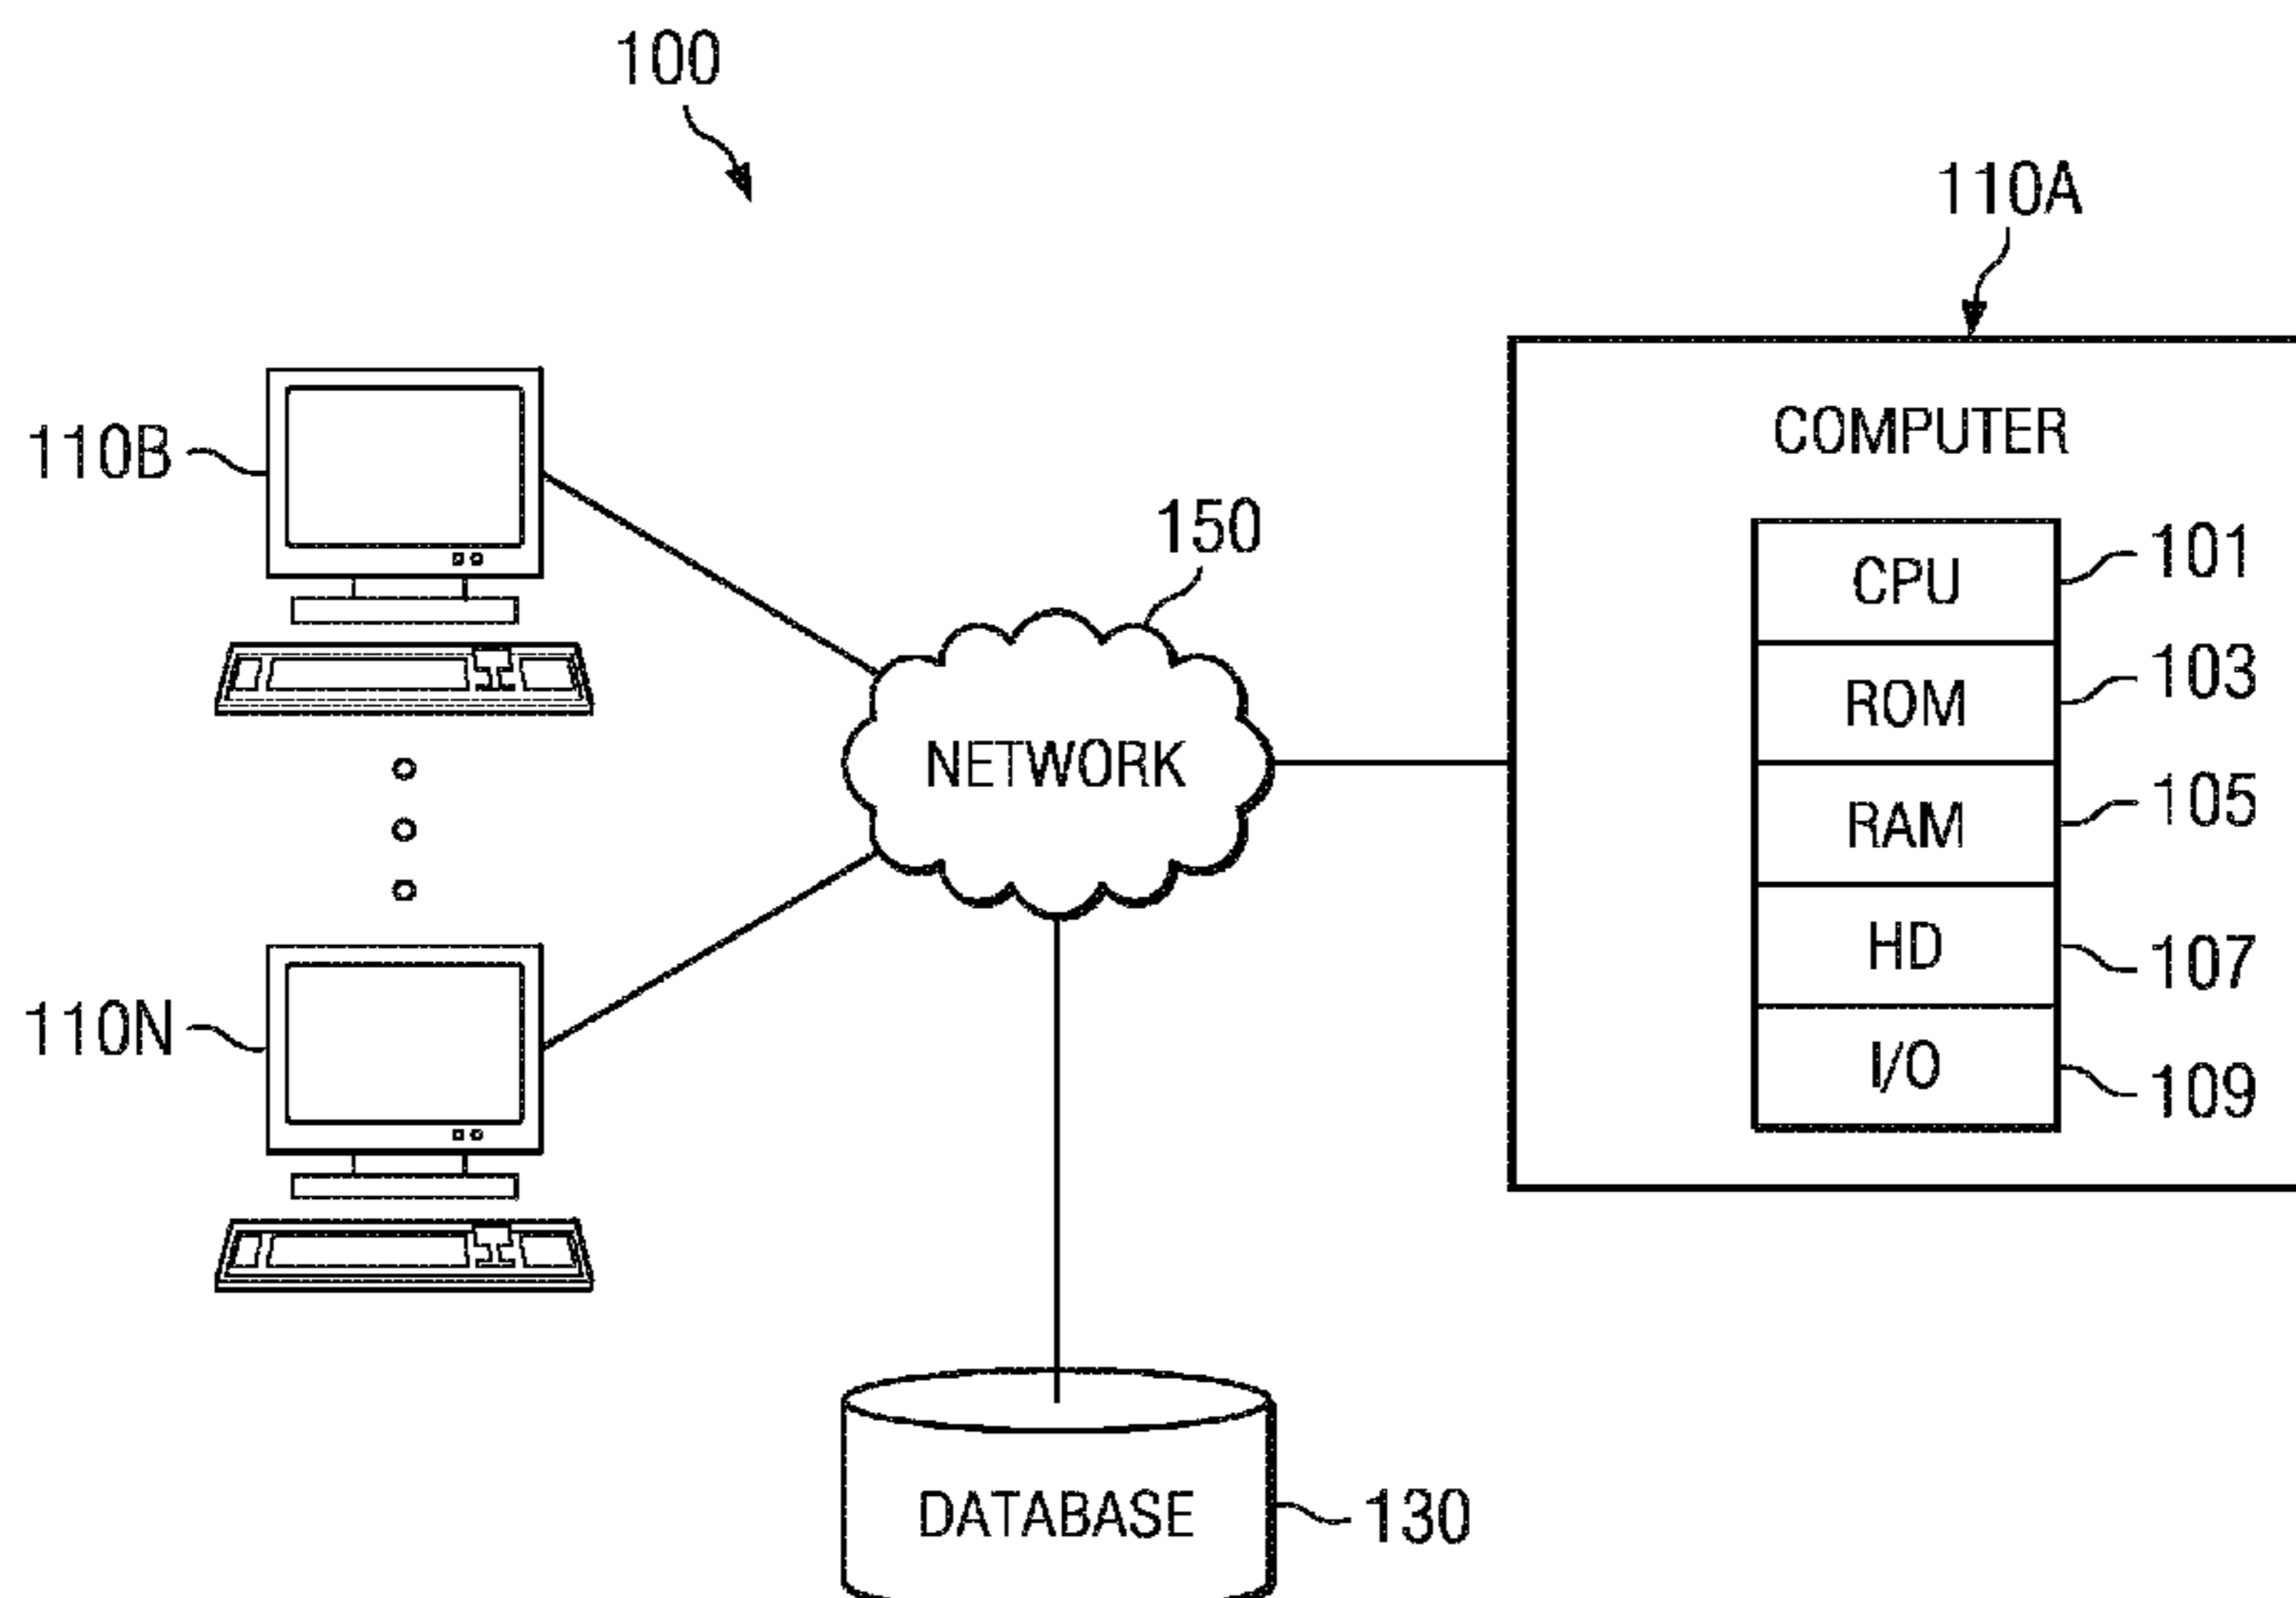 100
110A
COMPUTER
110B
150
CPU
101
ROM
103
NETWORK
RAM
105
HD
107
110N
I/O
109
DATABASE
130